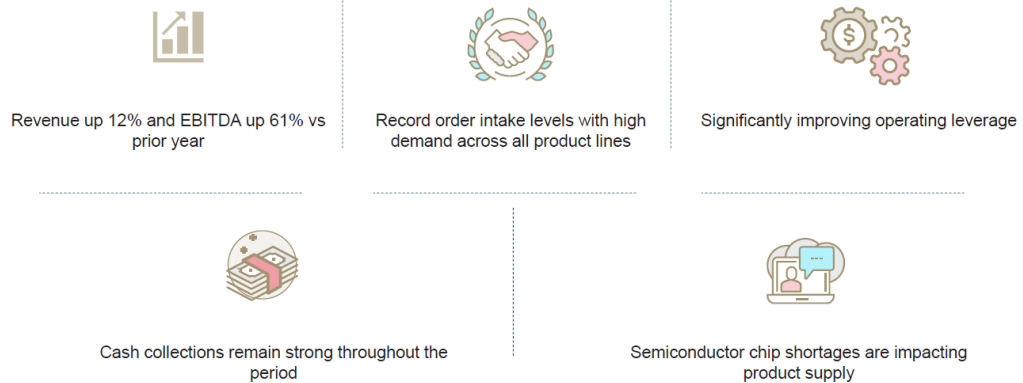 Revenue up 12% and EBITDA up 61% vs
prior year
Record order intake levels with high
demand across all product lines
$
Significantly improving operating leverage
Cash collections remain strong throughout the
period
Semiconductor chip shortages are impacting
product supply